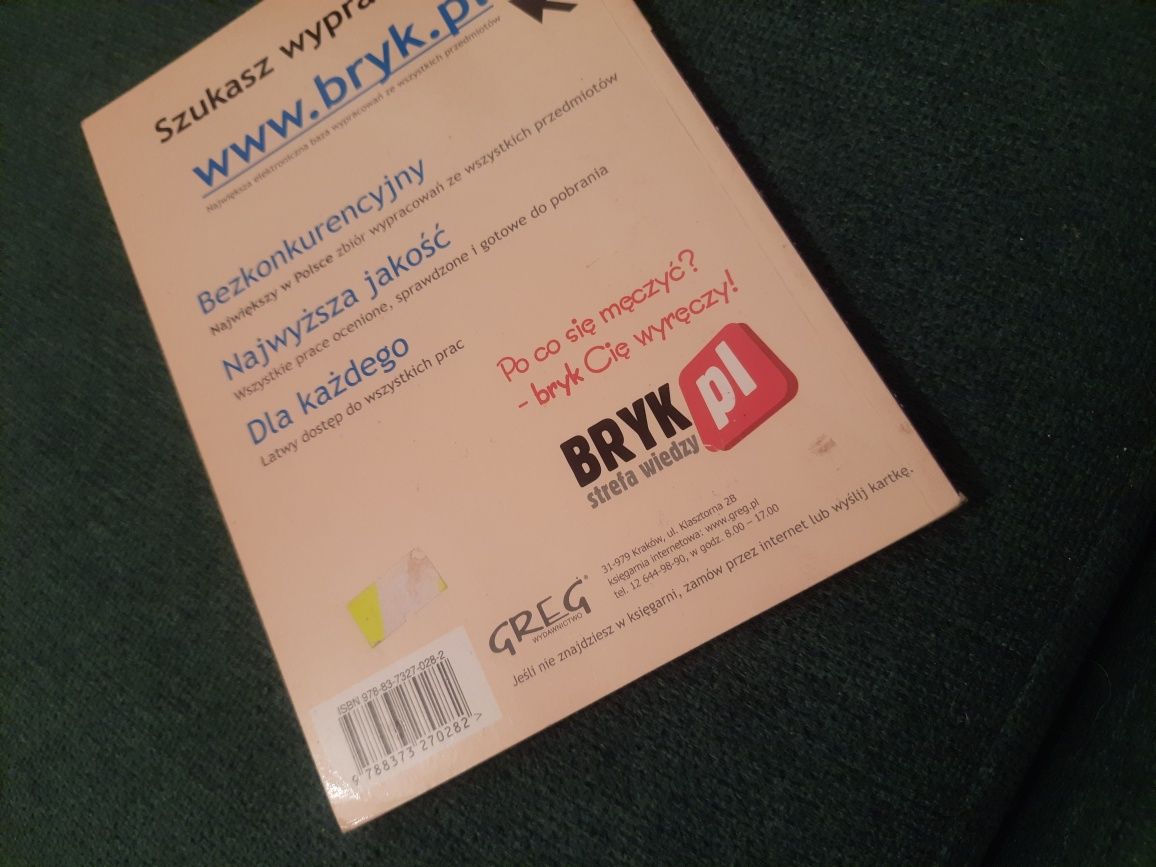 Szukasz
www.bryk.pl
Największa elektroniczna baza wypracowań ze wszystkich przedmiotów
Bezkonkurencyjny
Największy w Polsce zbiór wypracowań ze wszystkich przedmiotów
Najwyższa jakość
Wszystkie prace ocenione, sprawdzone i gotowe do pobrania
Dla każdego
Łatwy dostęp do wszystkich prac
Po co się męczyć?
- bryk Cię wyręczy!
BRYK pl
strefa wiedzy
GREG®
WYDAWNICTWO
31-979 Kraków, ul. Klasztorna 2B
księgarnia internetowa: www.greg.pl
tel. 12 644-98-90, w godz. 8.00 – 17.00
Jeśli nie znajdziesz w księgarni, zamów przez internet lub wyślij kartkę.
ISBN 978-83-7327-028-2
9 788373 270282 >